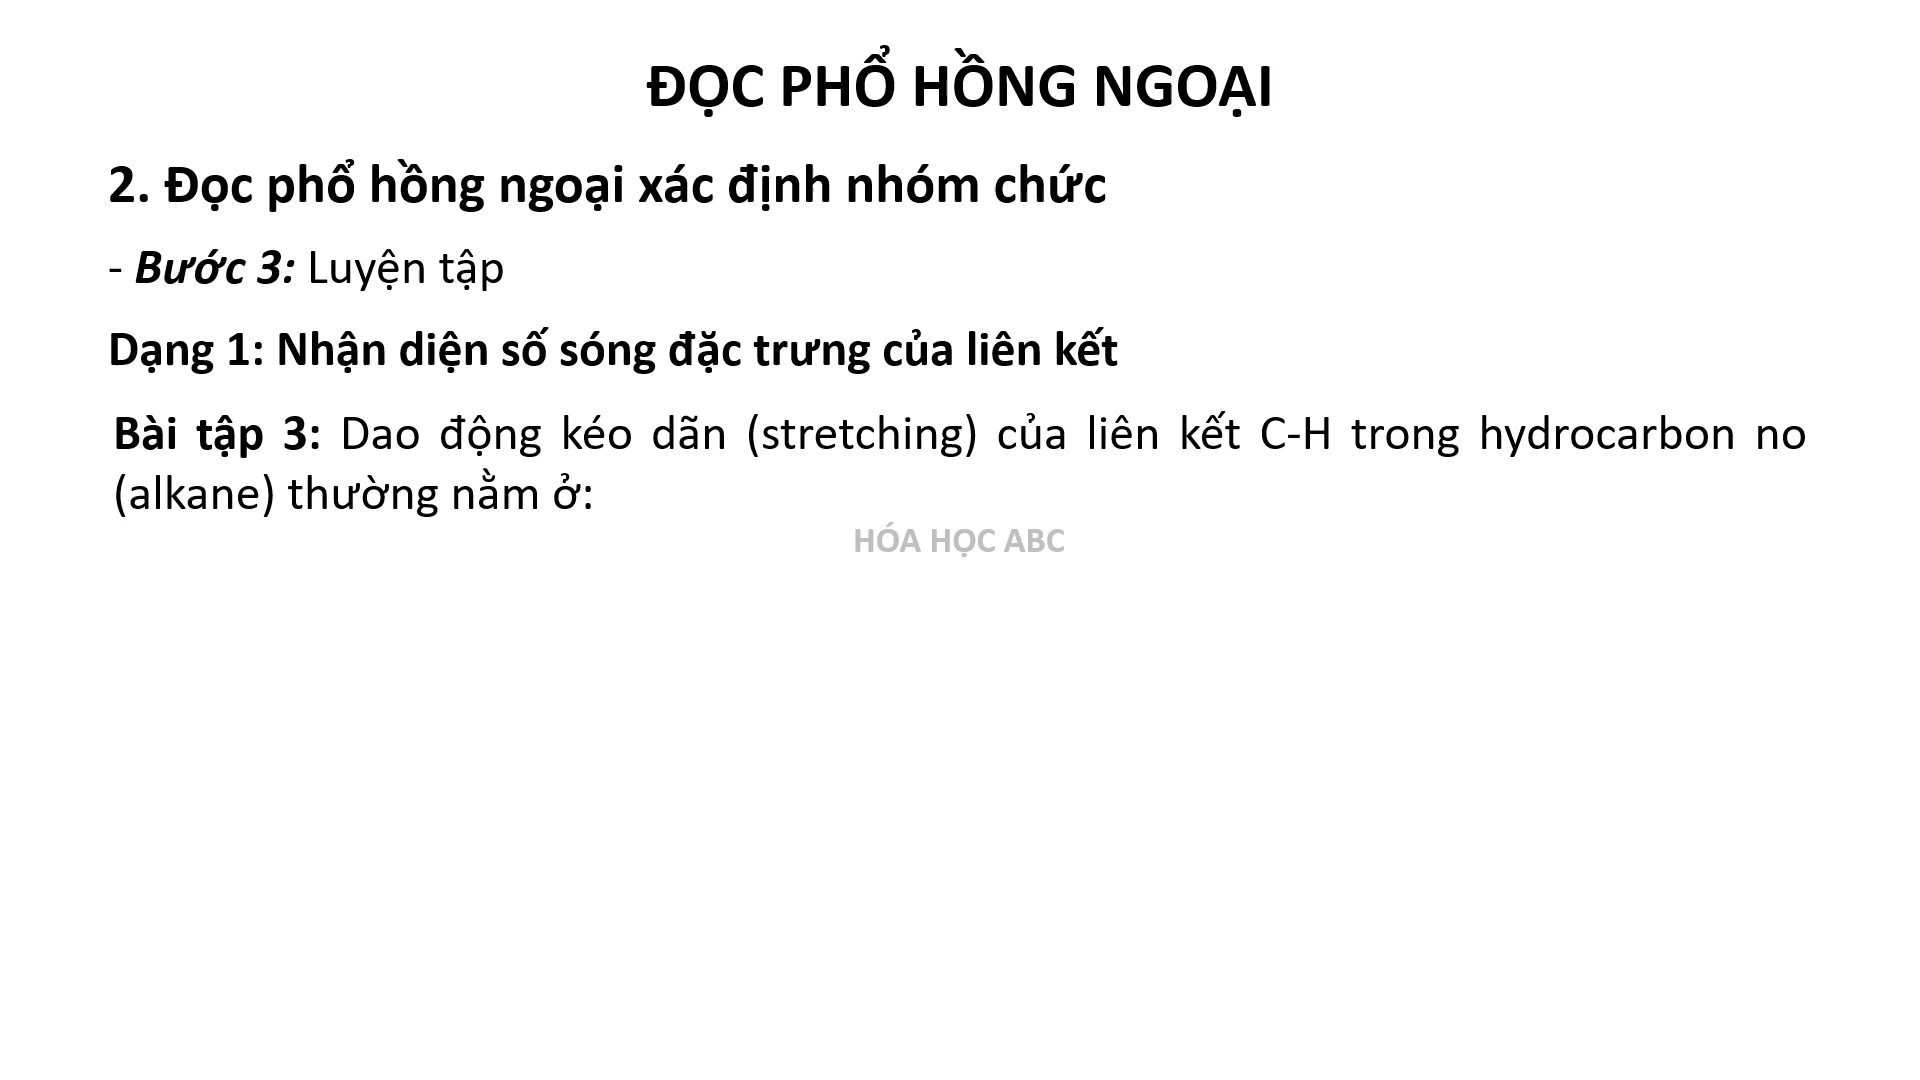 ĐỌC PHỔ HỒNG NGOẠI
2. Đọc phổ hồng ngoại xác định nhóm chức
- Bước 3: Luyện tập
Dạng 1: Nhận diện số sóng đặc trưng của liên kết
Bài tập 3: Dao động kéo dãn (stretching) của liên kết C-H trong hydrocarbon no
(alkane) thường nằm ở:
HÓA HỌC ABC